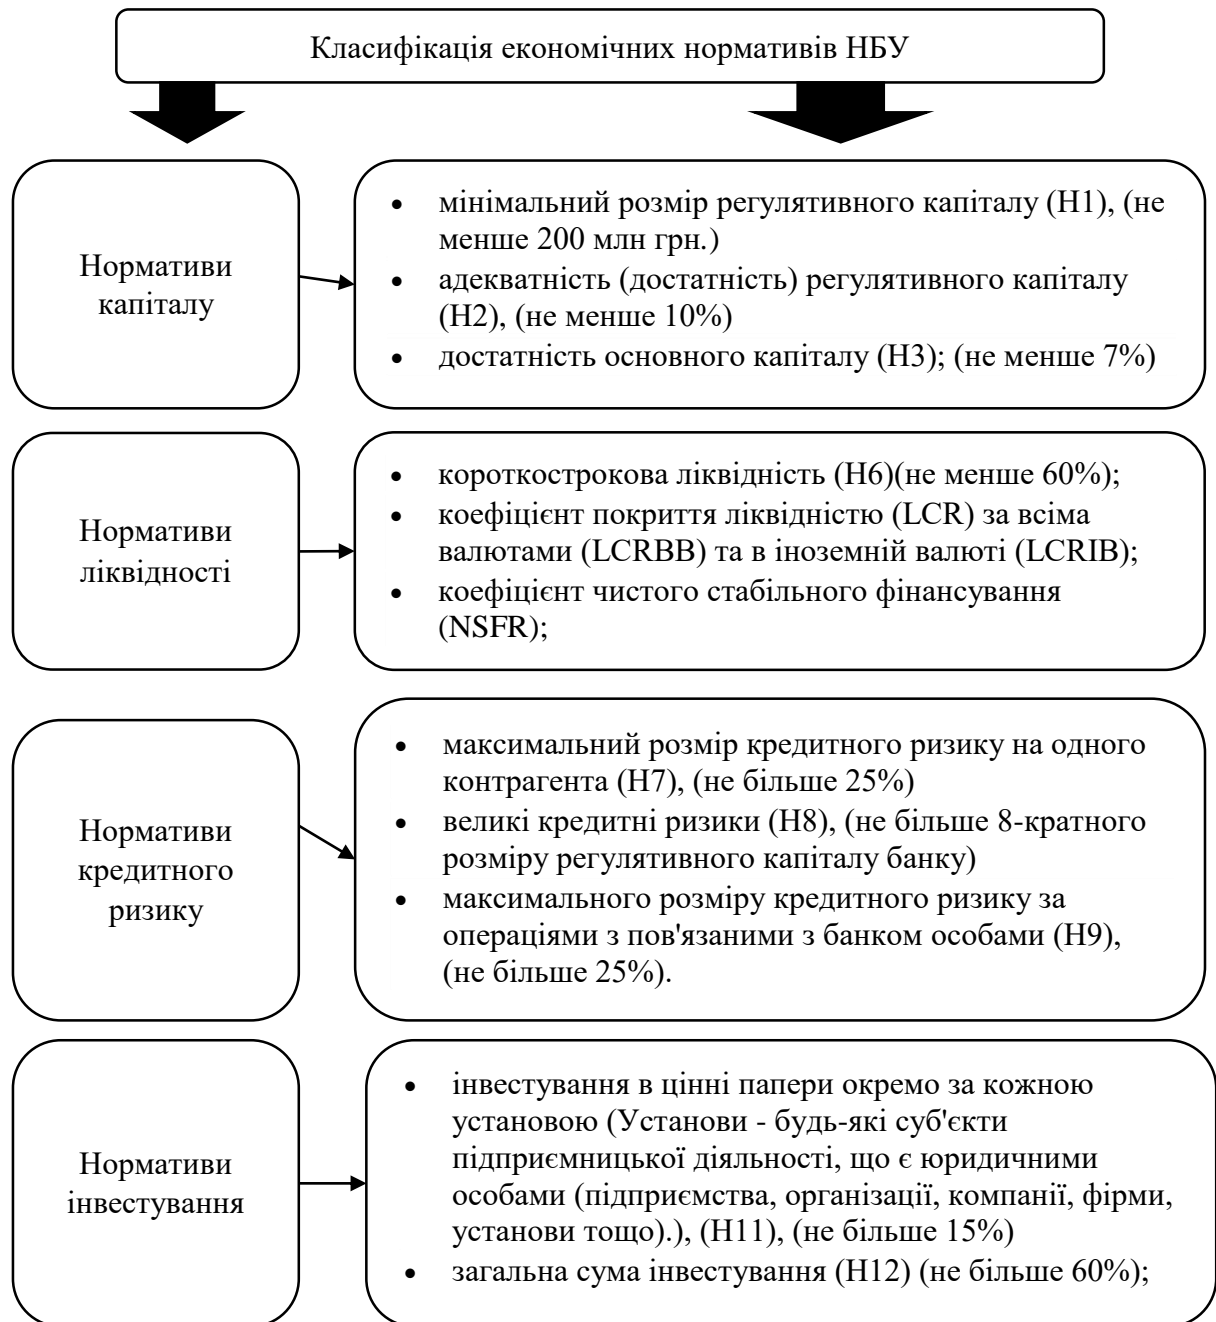 Класифікація економічних нормативів НБУ
Нормативи
капіталу
• мінімальний розмір регулятивного капіталу (Н1), (не
менше 200 млн грн.)
• адекватність (достатність) регулятивного капіталу
(Н2), (не менше 10%)
• достатність основного капіталу (Н3); (не менше 7%)
Нормативи
ліквідності
• короткострокова ліквідність (Н6)(не менше 60%);
• коефіцієнт покриття ліквідністю (LCR) за всіма
валютами (LCRВВ) та в іноземній валюті (LCRІВ);
• коефіцієнт чистого стабільного фінансування
(NSFR);
Нормативи
кредитного
ризику
• максимальний розмір кредитного ризику на одного
контрагента (Н7), (не більше 25%)
• великі кредитні ризики (Н8), (не більше 8-кратного
розміру регулятивного капіталу банку)
• максимального розміру кредитного ризику за
операціями з пов'язаними з банком особами (Н9),
(не більше 25%).
Нормативи
інвестування
• інвестування в цінні папери окремо за кожною
установою (Установи - будь-які суб'єкти
підприємницької діяльності, що є юридичними
особами (підприємства, організації, компанії, фірми,
установи тощо).), (Н11), (не більше 15%)
• загальна сума інвестування (Н12) (не більше 60%);